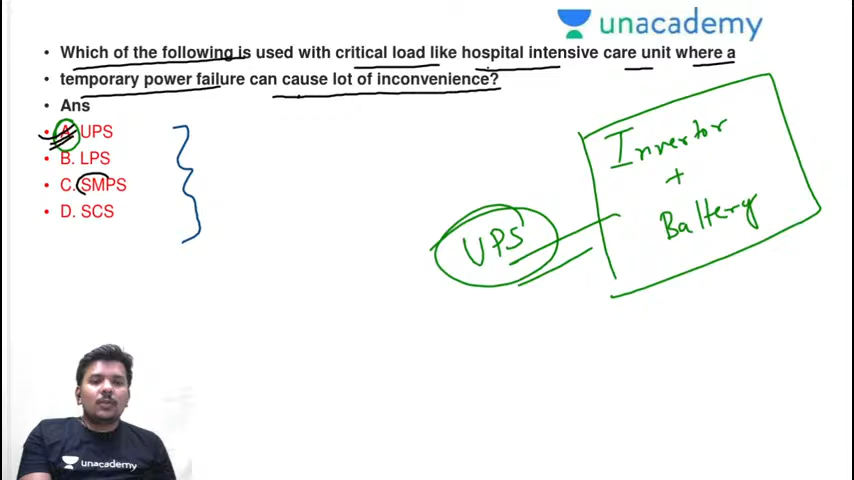 unacademy
• Which of the following is used with critical load like hospital intensive care unit where a
• temporary power failure can cause lot of inconvenience?
• Ans
• A. UPS
• B. LPS
• C. SMPS
• D. SCS
Invertor
+
Battery
UPS
unacademy